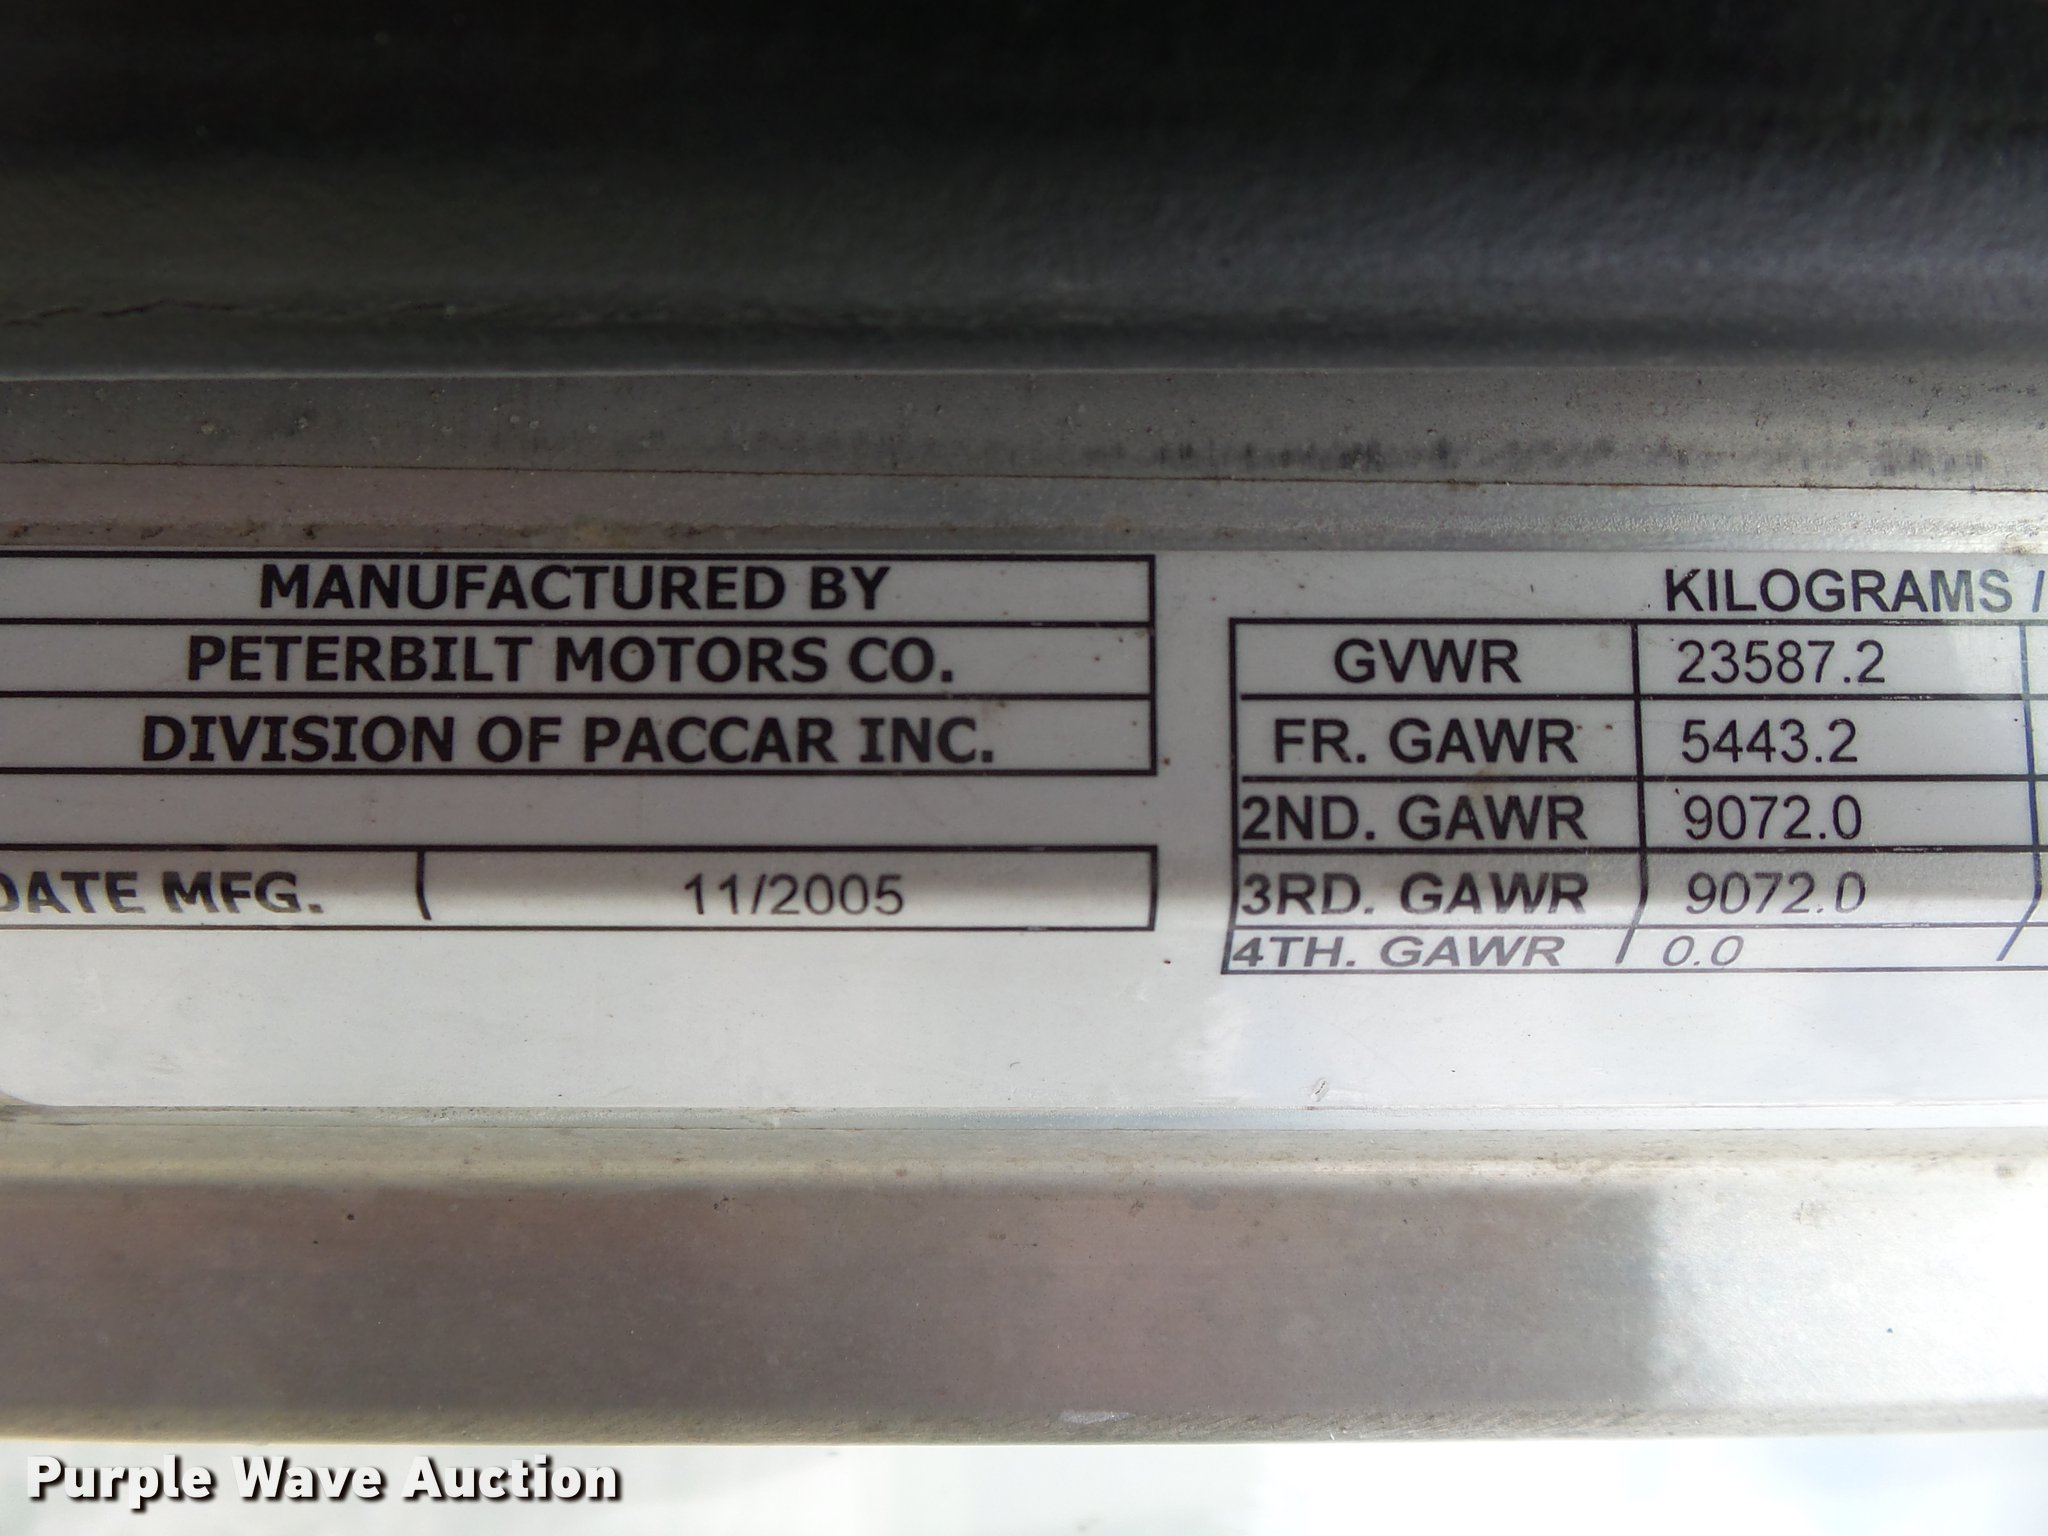 MANUFACTURED BY
PETERBILT MOTORS CO.
DIVISION OF PACCAR INC.
DATE MFG. 11/2005
KILOGRAMS /
GVWR 23587.2
FR. GAWR 5443.2
2ND. GAWR 9072.0
3RD. GAWR 9072.0
4TH. GAWR 0.0
Purple Wave Auction